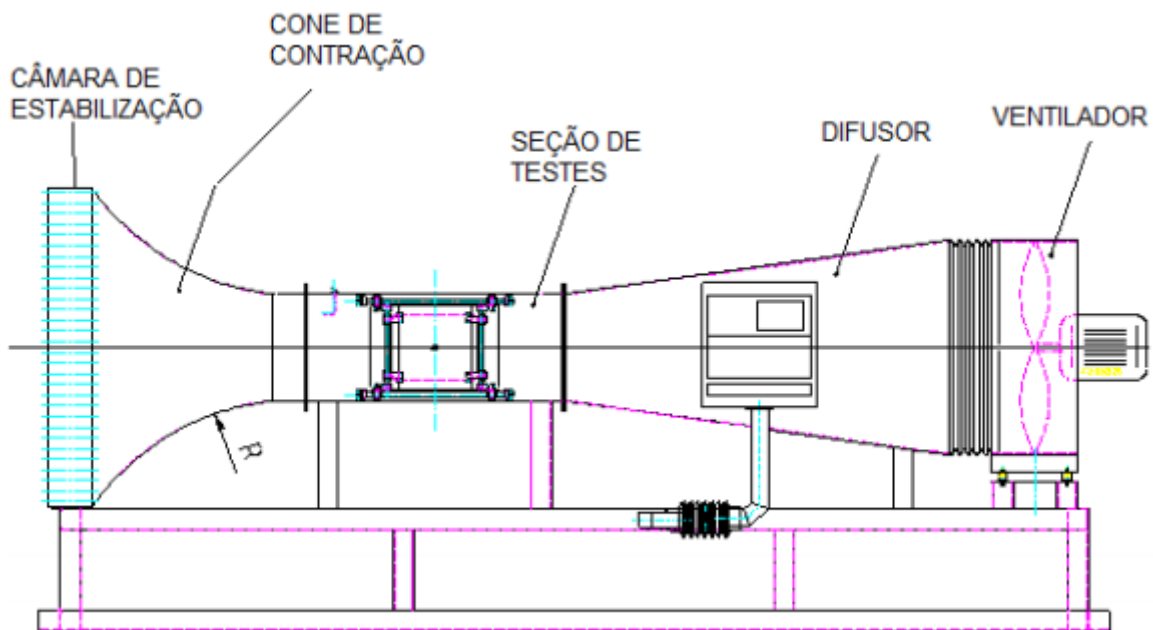 CONE DE
CONTRAÇÃO
CÂMARA DE
ESTABILIZAÇÃO
SEÇÃO DE
TESTES
DIFUSOR
VENTILADOR
R